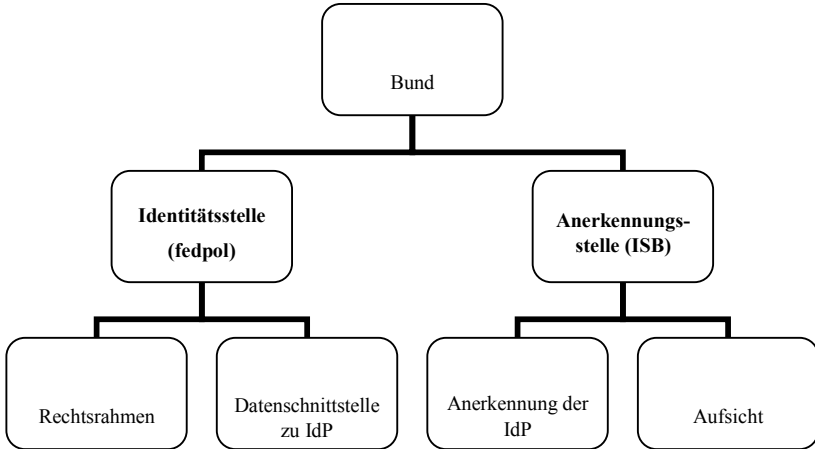 Bund
Identitätsstelle
(fedpol)
Anerkennungs-
stelle (ISB)
Rechtsrahmen
Datenschnittstelle
zu IdP
Anerkennung der
IdP
Aufsicht